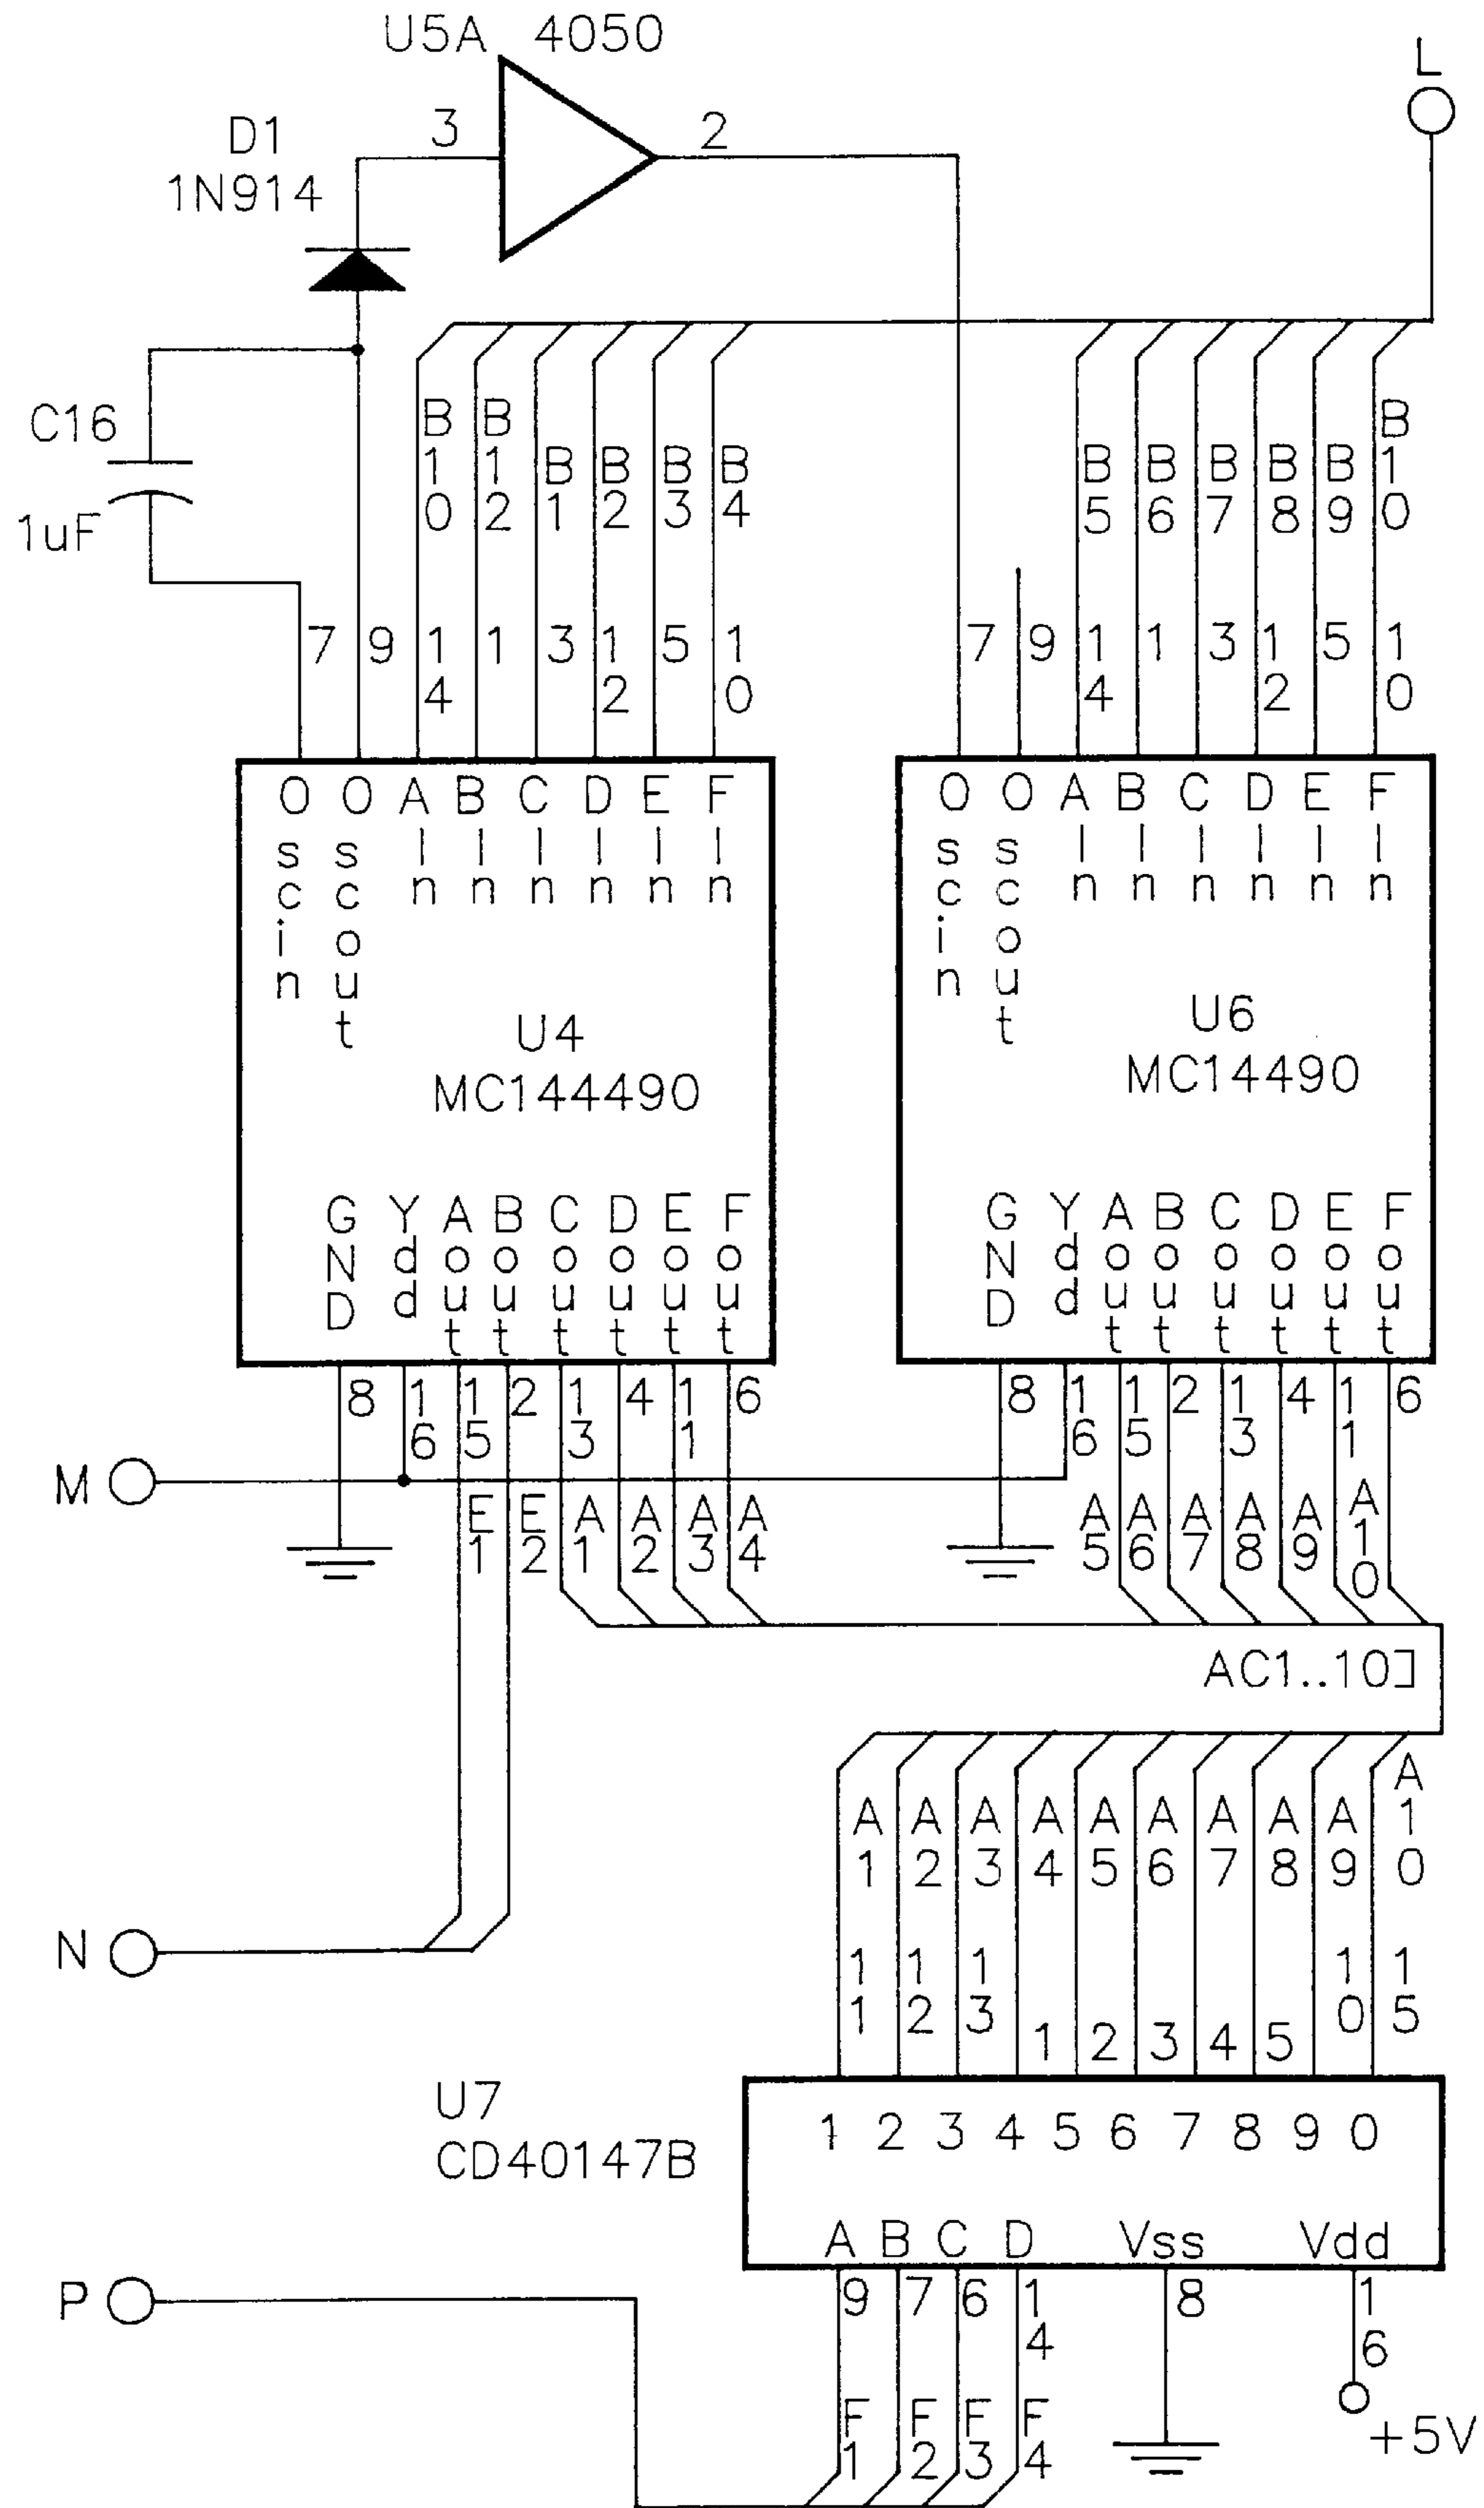 U5A 4050
L
D1
1N914
3
2
C16
1uF
B10 B12 B1 B2 B3 B4
B5 B6 B7 B8 B9 B10
7 9 14 1 3 12 5 10
7 9 14 1 3 12 5 10
Oscin Oscout AIn BIn CIn DIn EIn FIn
Oscin Oscout AIn BIn CIn DIn EIn FIn
U4
MC144490
U6
MC14490
GND Ydd Aout Bout Cout Dout Eout Fout
GND Ydd Aout Bout Cout Dout Eout Fout
8 16 15 2 13 4 11 6
8 16 15 2 13 4 11 6
M
E1 E2 A1 A2 A3 A4
A5 A6 A7 A8 A9 A10
AC1..10]
A1 A2 A3 A4 A5 A6 A7 A8 A9 A10
N
11 12 13 1 2 3 4 5 10 15
U7
CD40147B
1 2 3 4 5 6 7 8 9 0
A B C D Vss Vdd
P
9 7 6 14 8 16
F1 F2 F3 F4
+5V